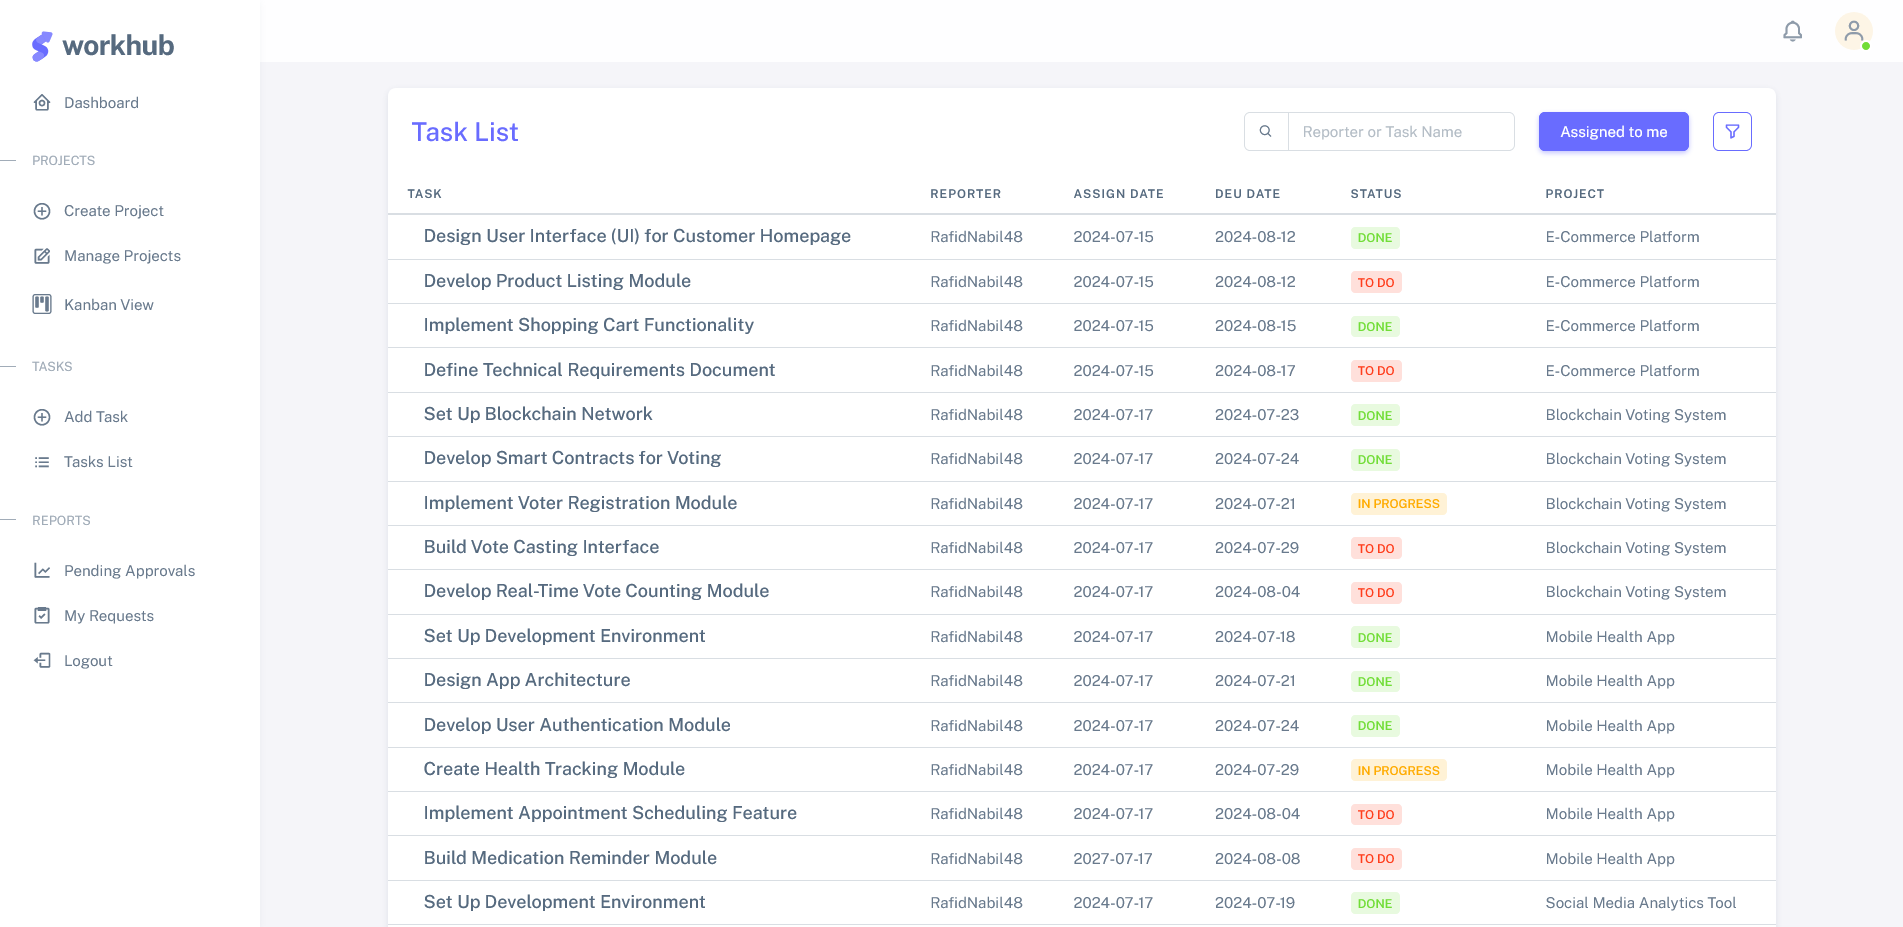 workhub
Dashboard
PROJECTS
Create Project
Manage Projects
Kanban View
TASKS
Add Task
Tasks List
REPORTS
Pending Approvals
My Requests
Logout
Task List
Reporter or Task Name
Assigned to me
TASK REPORTER ASSIGN DATE DEU DATE STATUS PROJECT
Design User Interface (UI) for Customer Homepage RafidNabil48 2024-07-15 2024-08-12 DONE E-Commerce Platform
Develop Product Listing Module RafidNabil48 2024-07-15 2024-08-12 TO DO E-Commerce Platform
Implement Shopping Cart Functionality RafidNabil48 2024-07-15 2024-08-15 DONE E-Commerce Platform
Define Technical Requirements Document RafidNabil48 2024-07-15 2024-08-17 TO DO E-Commerce Platform
Set Up Blockchain Network RafidNabil48 2024-07-17 2024-07-23 DONE Blockchain Voting System
Develop Smart Contracts for Voting RafidNabil48 2024-07-17 2024-07-24 DONE Blockchain Voting System
Implement Voter Registration Module RafidNabil48 2024-07-17 2024-07-21 IN PROGRESS Blockchain Voting System
Build Vote Casting Interface RafidNabil48 2024-07-17 2024-07-29 TO DO Blockchain Voting System
Develop Real-Time Vote Counting Module RafidNabil48 2024-07-17 2024-08-04 TO DO Blockchain Voting System
Set Up Development Environment RafidNabil48 2024-07-17 2024-07-18 DONE Mobile Health App
Design App Architecture RafidNabil48 2024-07-17 2024-07-21 DONE Mobile Health App
Develop User Authentication Module RafidNabil48 2024-07-17 2024-07-24 DONE Mobile Health App
Create Health Tracking Module RafidNabil48 2024-07-17 2024-07-29 IN PROGRESS Mobile Health App
Implement Appointment Scheduling Feature RafidNabil48 2024-07-17 2024-08-04 TO DO Mobile Health App
Build Medication Reminder Module RafidNabil48 2027-07-17 2024-08-08 TO DO Mobile Health App
Set Up Development Environment RafidNabil48 2024-07-17 2024-07-19 DONE Social Media Analytics Tool